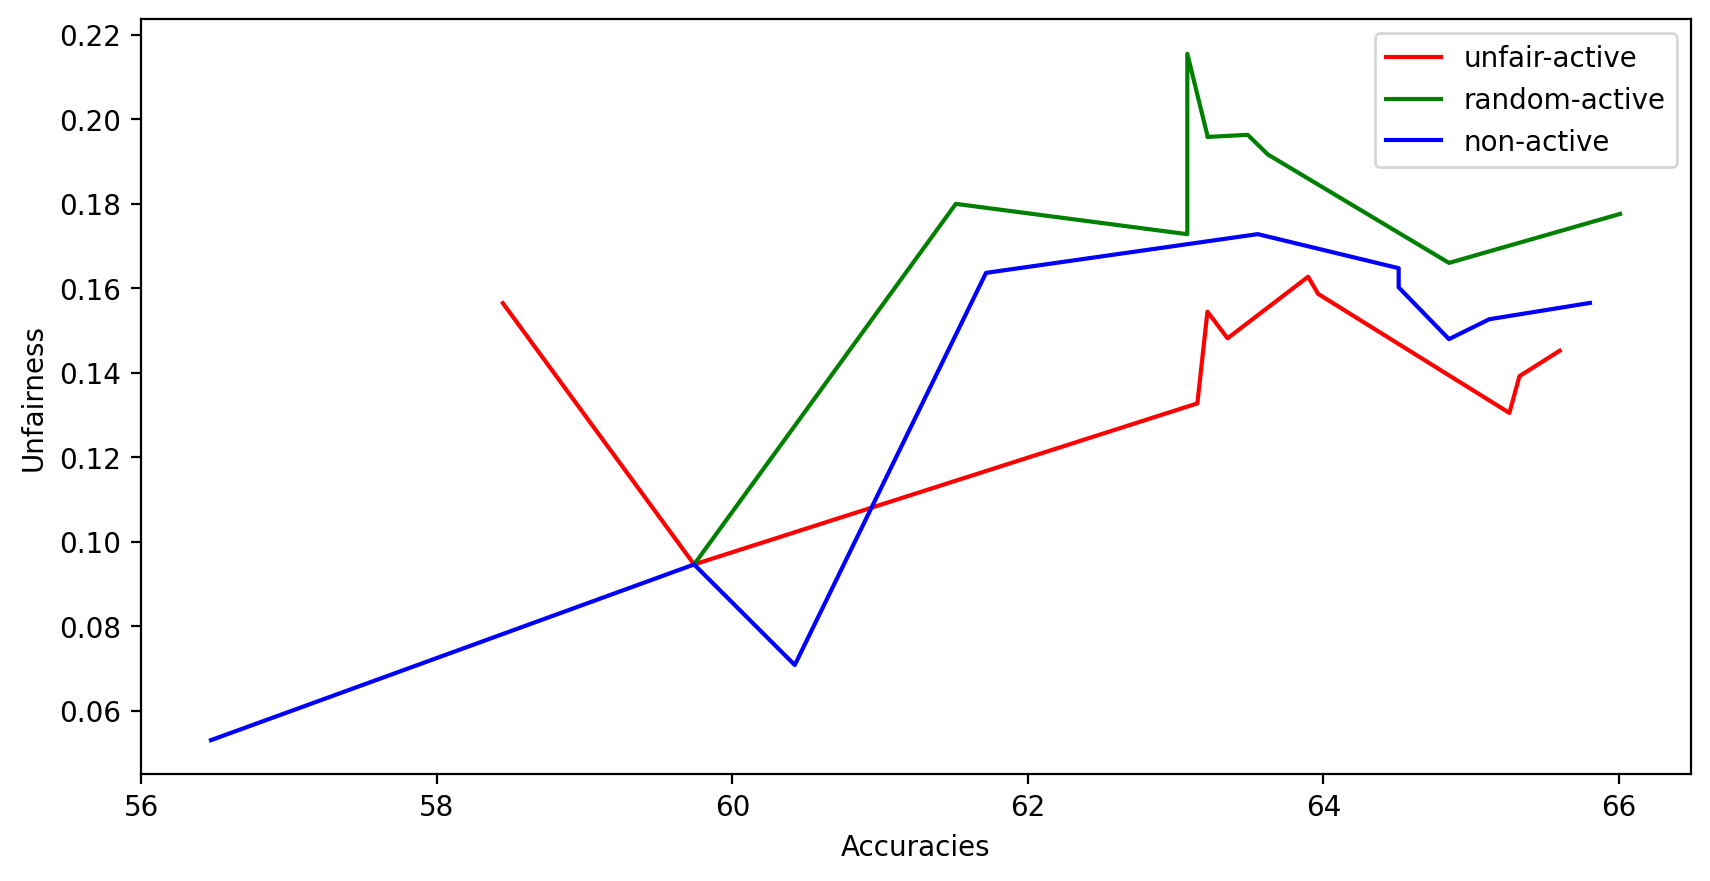 0.22
0.20
0.18
0.16
0.14
0.12
0.10
0.08
0.06
Unfairness
56 58 60 62 64 66
Accuracies
unfair-active
random-active
non-active